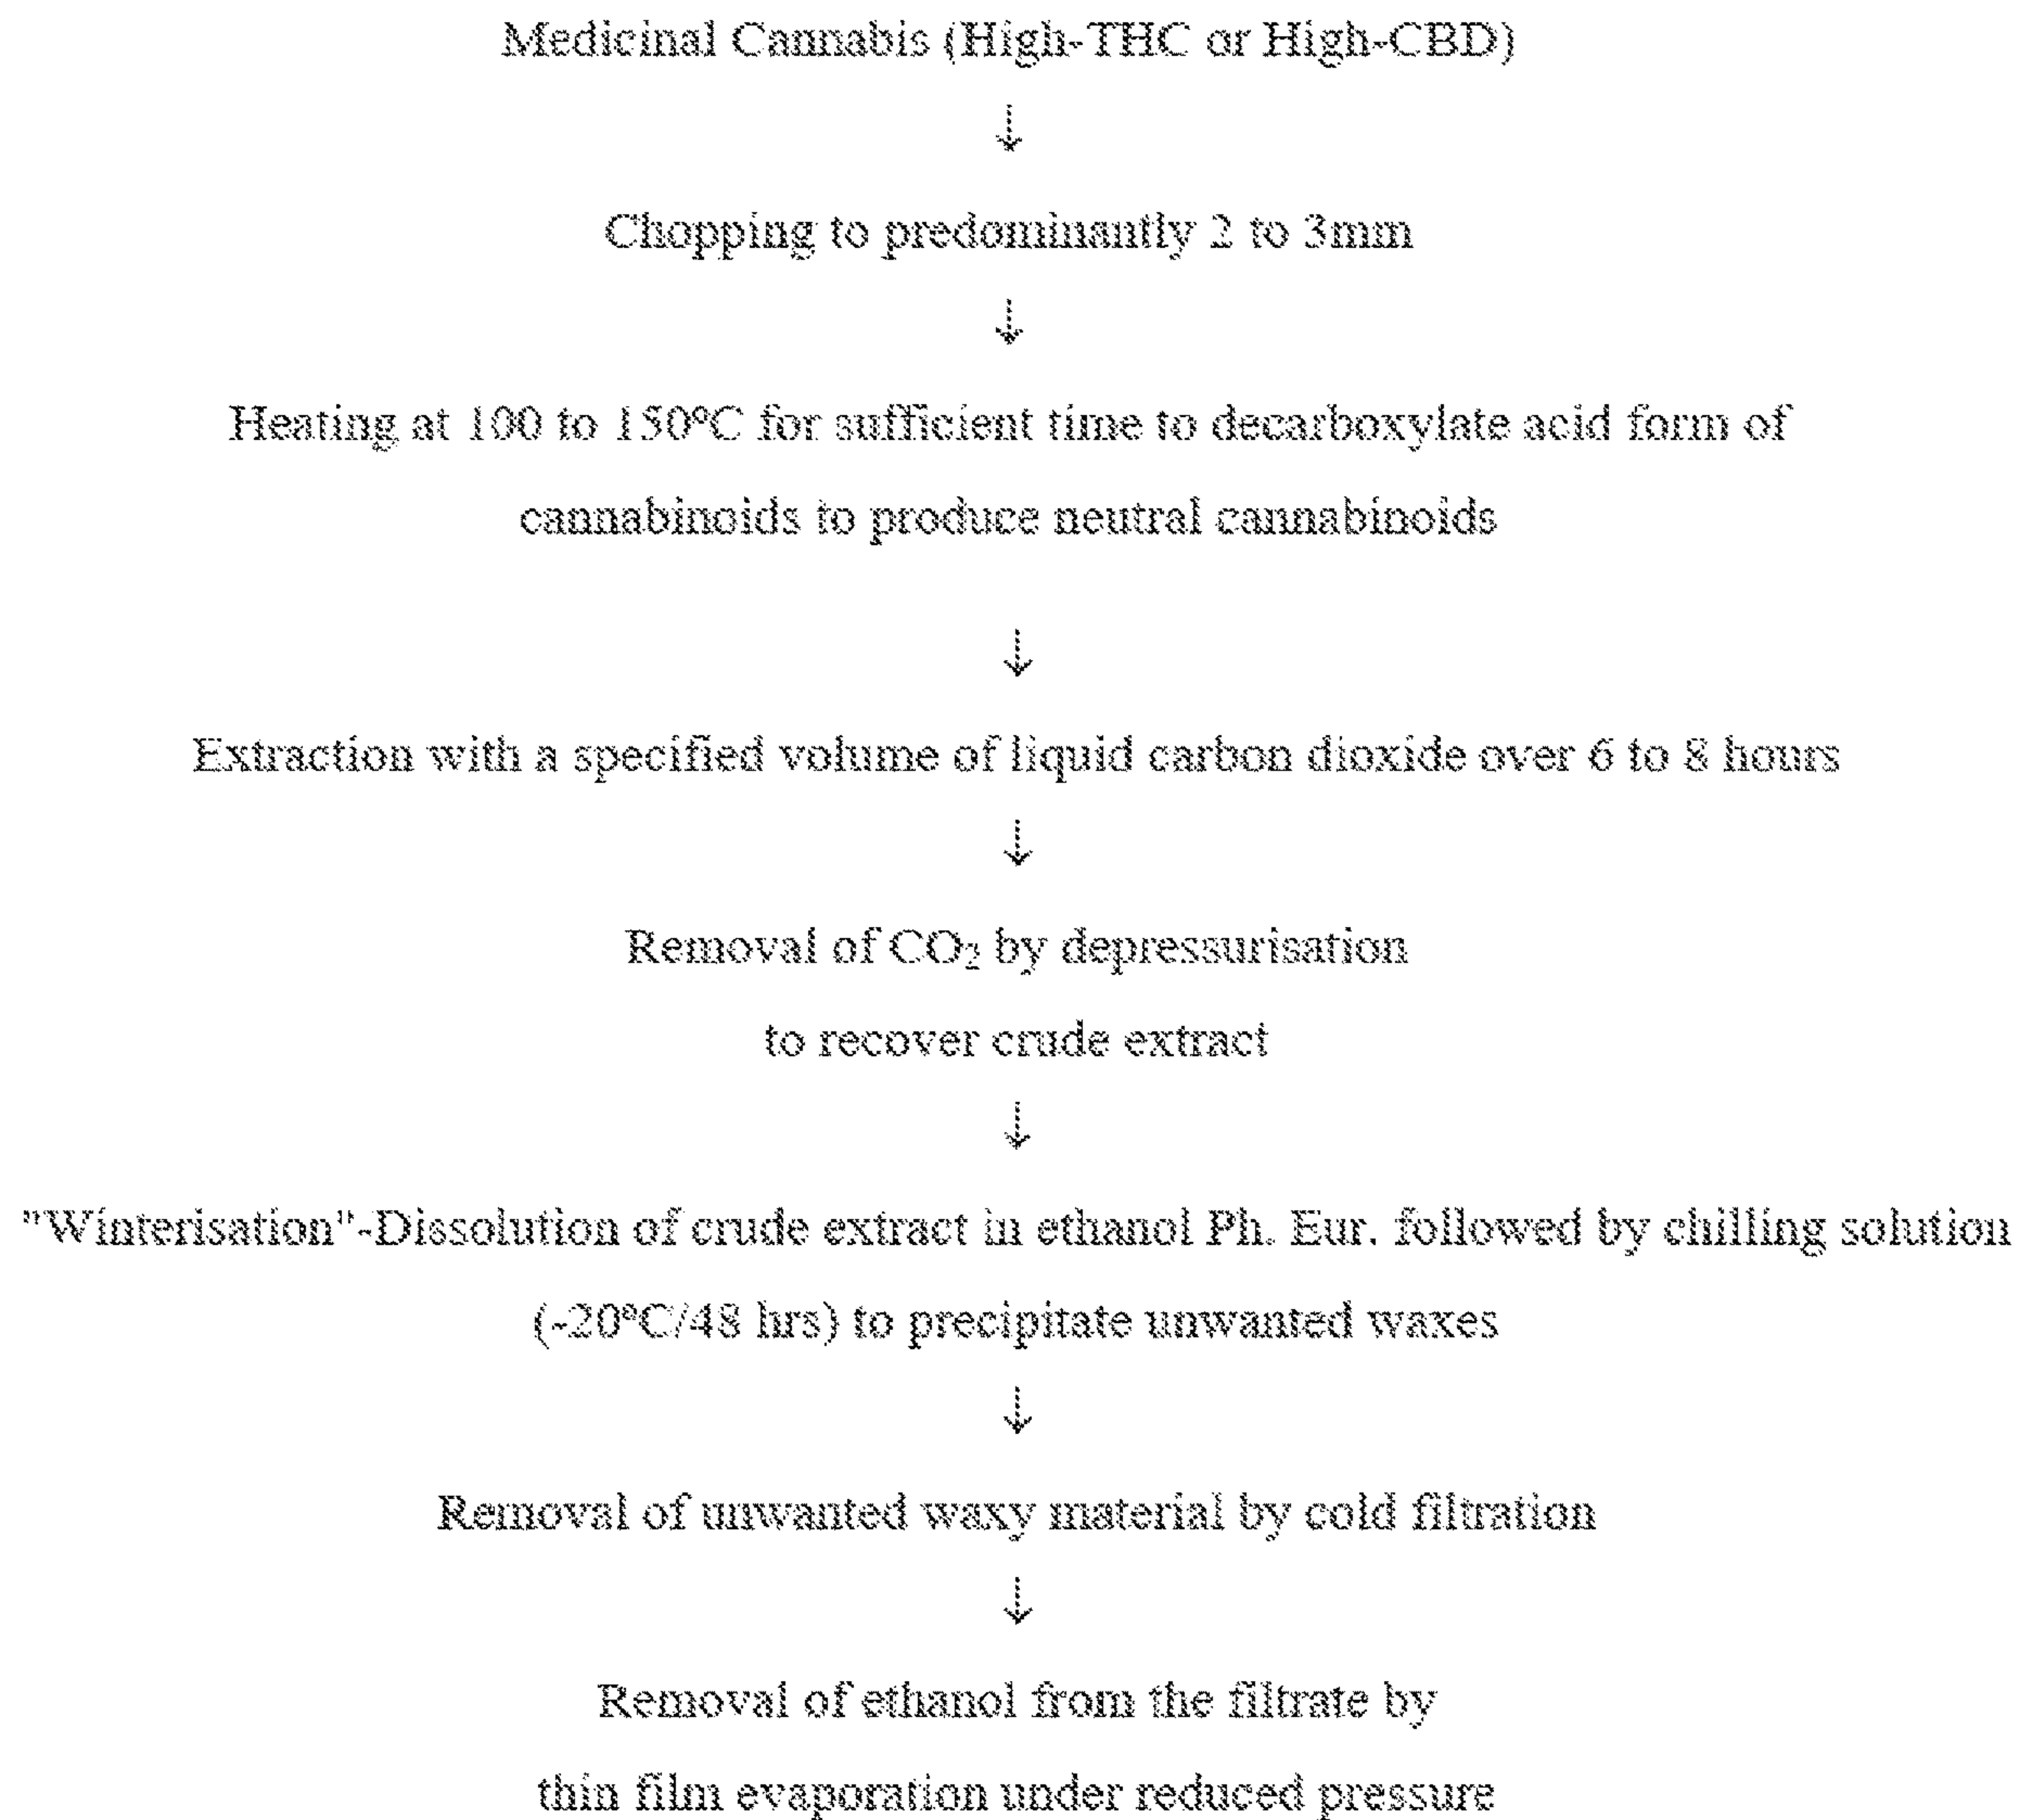 Medicinal Cannabis (High-THC or High-CBD)
↓
Chopping to predominantly 2 to 3mm
↓
Heating at 100 to 150°C for sufficient time to decarboxylate acid form of
cannabinoids to produce neutral cannabinoids
↓
Extraction with a specified volume of liquid carbon dioxide over 6 to 8 hours
↓
Removal of CO₂ by depressurisation
to recover crude extract
↓
"Winterisation"-Dissolution of crude extract in ethanol Ph. Eur. followed by chilling solution
(-20°C/48 hrs) to precipitate unwanted waxes
↓
Removal of unwanted waxy material by cold filtration
↓
Removal of ethanol from the filtrate by
thin film evaporation under reduced pressure